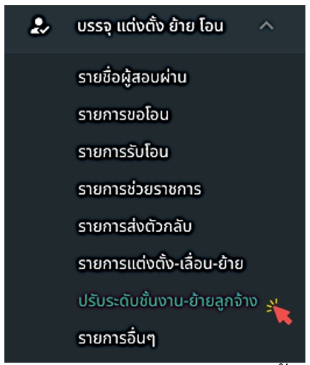 บรรจุ แต่งตั้ง ย้าย โอน
รายชื่อผู้สอบผ่าน
รายการขอโอน
รายการรับโอน
รายการช่วยราชการ
รายการส่งตัวกลับ
รายการแต่งตั้ง-เลื่อน-ย้าย
ปรับระดับชั้นงาน-ย้ายลูกจ้าง
รายการอื่นๆ